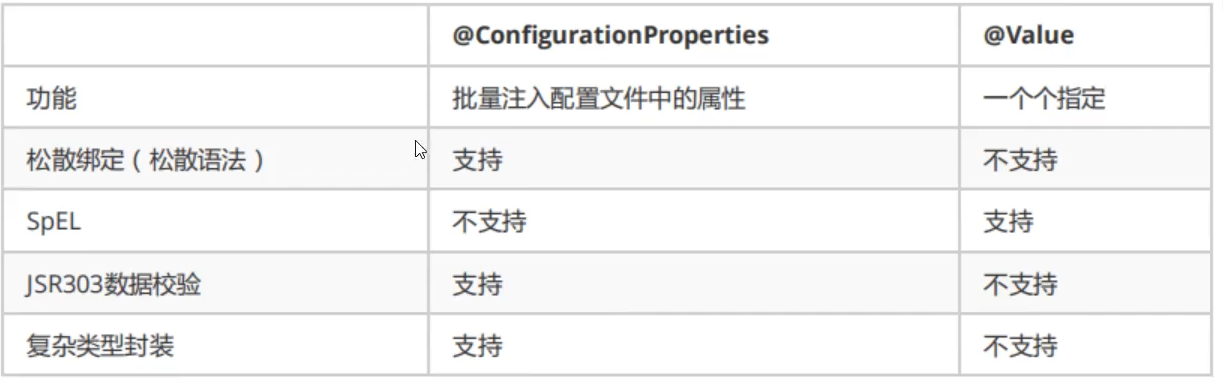 @ConfigurationProperties @Value
功能 批量注入配置文件中的属性 一个个指定
松散绑定（松散语法） 支持 不支持
SpEL 不支持 支持
JSR303数据校验 支持 不支持
复杂类型封装 支持 不支持